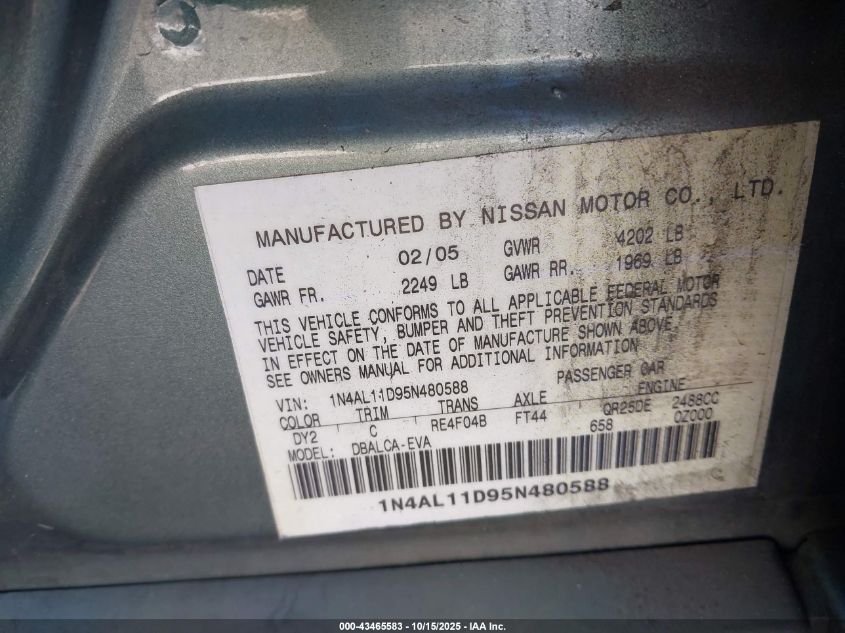 MANUFACTURED BY NISSAN MOTOR CO., LTD.
DATE 02/05 GVWR 4202 LB
GAWR FR. 2249 LB GAWR RR. 1969 LB
THIS VEHICLE CONFORMS TO ALL APPLICABLE FEDERAL MOTOR
VEHICLE SAFETY, BUMPER AND THEFT PREVENTION STANDARDS
IN EFFECT ON THE DATE OF MANUFACTURE SHOWN ABOVE.
SEE OWNERS MANUAL FOR ADDITIONAL INFORMATION
VIN: 1N4AL11D95N480588 PASSENGER CAR
COLOR TRIM TRANS AXLE ENGINE
DY2 C RE4F04B FT44 QR25DE 2488CC
MODEL: DBALCA-EVA 658 0Z000
1N4AL11D95N480588
000-43465583 - 10/15/2025 - IAA Inc.